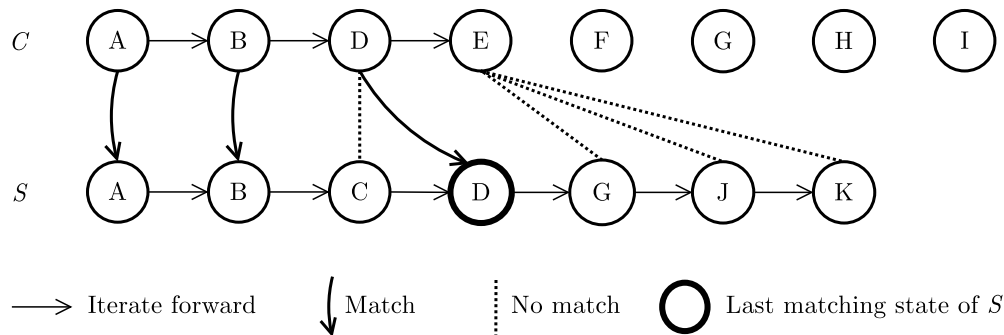 C A B D E F G H I
S A B C D G J K
Iterate forward Match No match Last matching state of S